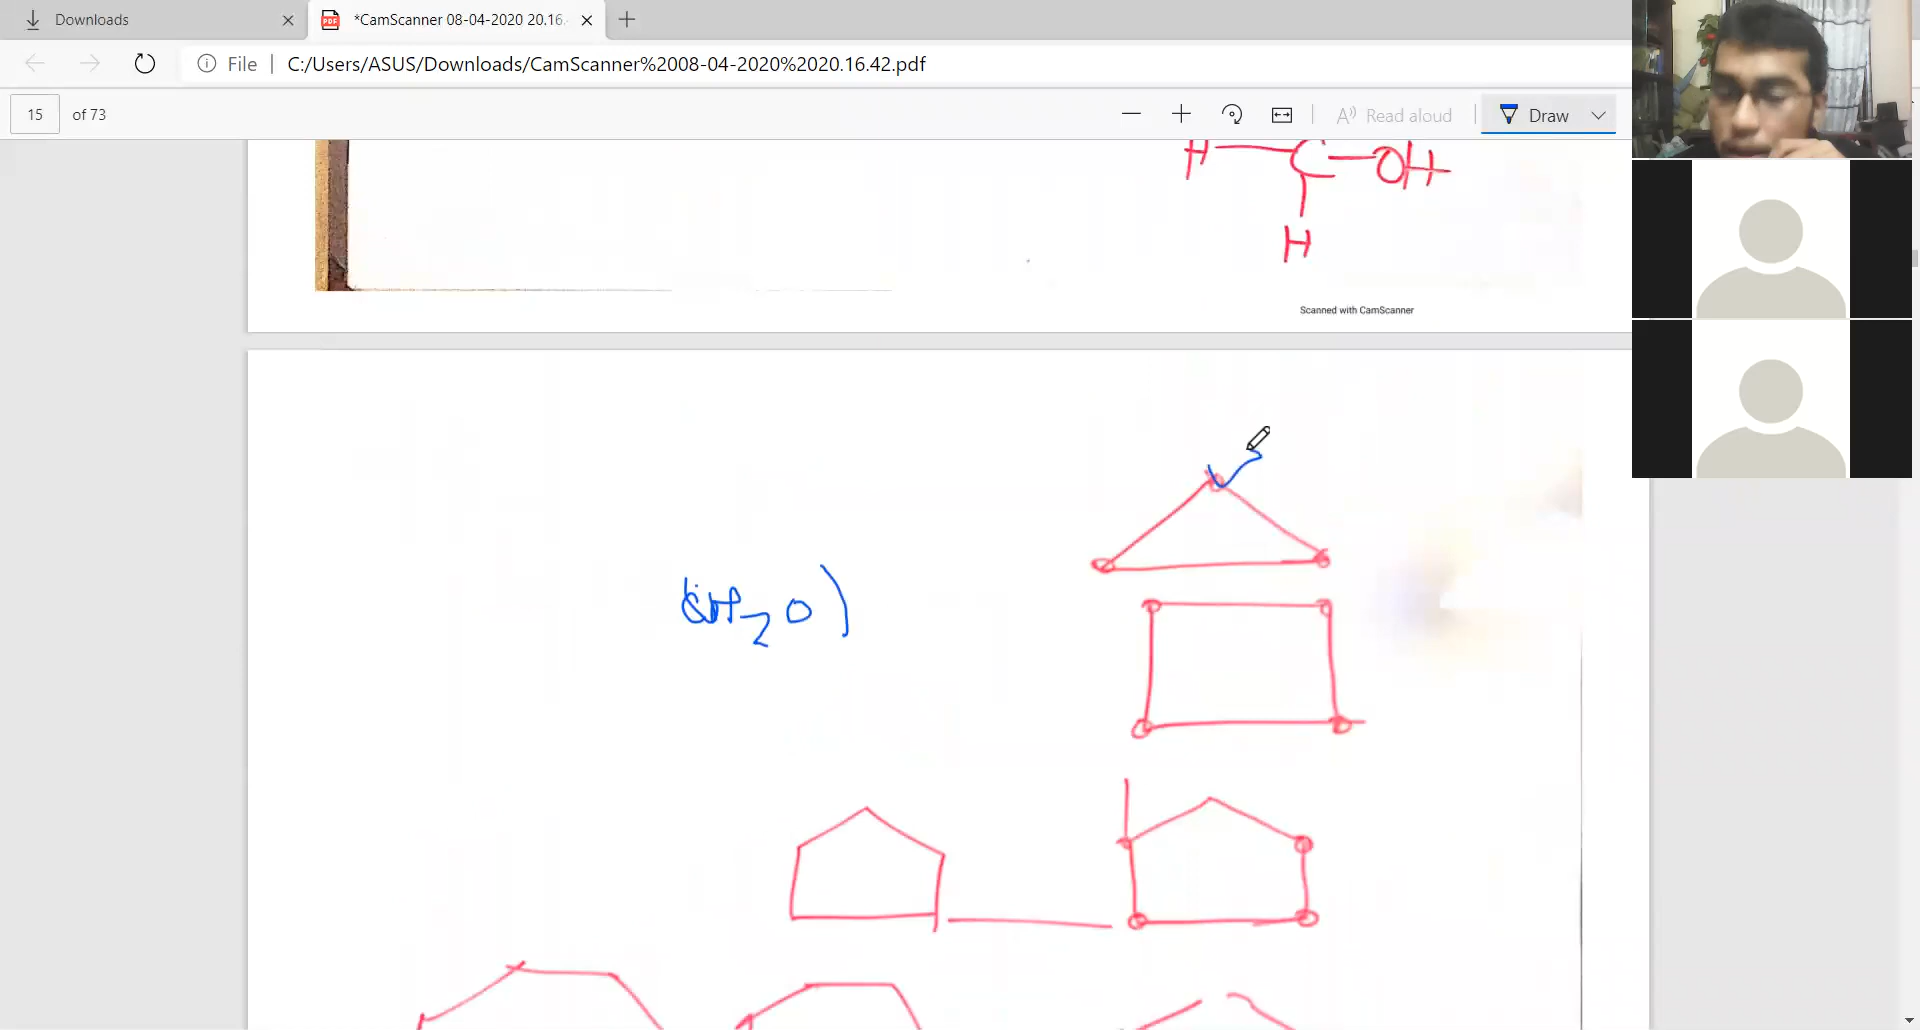 Downloads
*CamScanner 08-04-2020 20.16.
File
C:/Users/ASUS/Downloads/CamScanner%2008-04-2020%2020.16.42.pdf
15 of 73
Read aloud
Draw
H C OH
H
Scanned with CamScanner
CH2O)